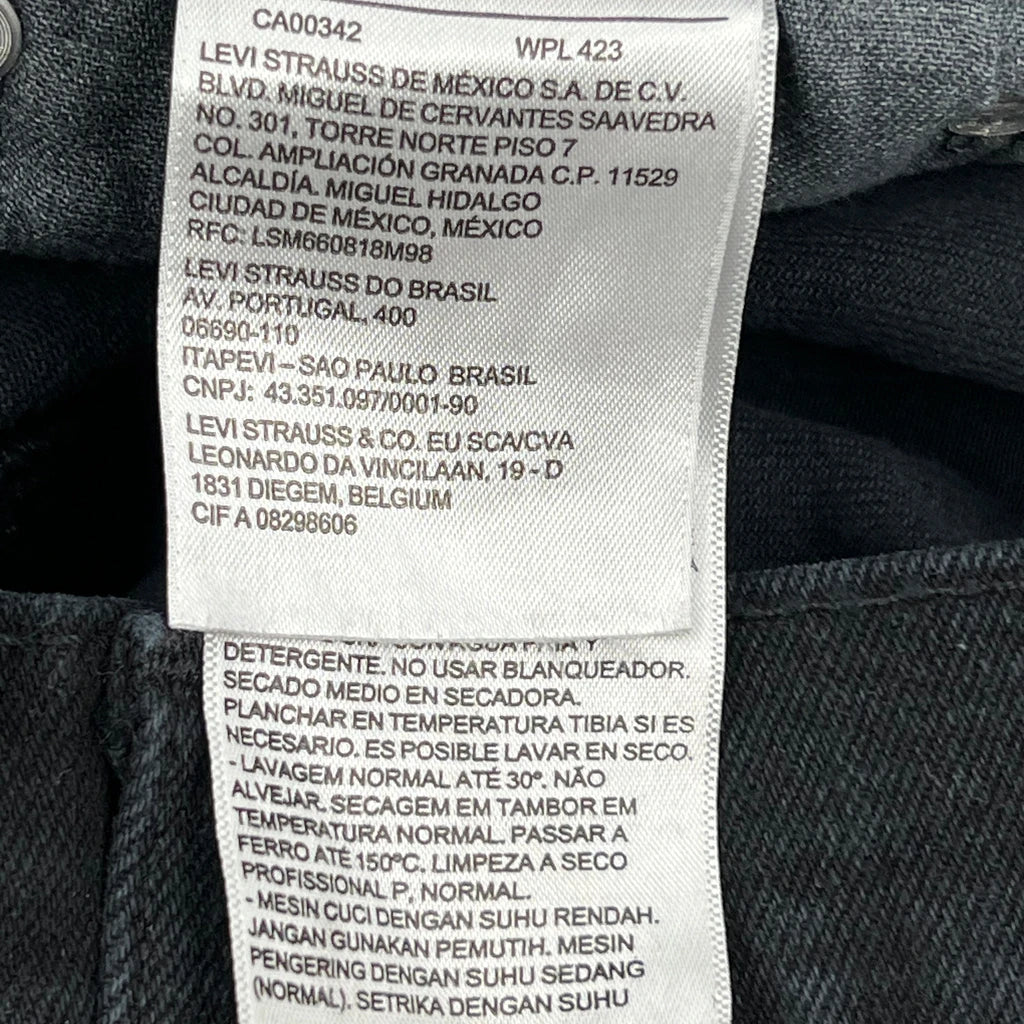 CA00342
WPL 423
LEVI STRAUSS DE MÉXICO S.A. DE C.V.
BLVD. MIGUEL DE CERVANTES SAAVEDRA
NO. 301, TORRE NORTE PISO 7
COL. AMPLIACIÓN GRANADA C.P. 11529
ALCALDÍA. MIGUEL HIDALGO
CIUDAD DE MÉXICO, MÉXICO
RFC: LSM660818M98
LEVI STRAUSS DO BRASIL
AV. PORTUGAL, 400
06690-110
ITAPEVI – SAO PAULO BRASIL
CNPJ: 43.351.097/0001-90
LEVI STRAUSS & CO. EU SCA/CVA
LEONARDO DA VINCILAAN, 19 - D
1831 DIEGEM, BELGIUM
CIF A 08298606
DETERGENTE. NO USAR BLANQUEADOR.
SECADO MEDIO EN SECADORA.
PLANCHAR EN TEMPERATURA TIBIA SI ES
NECESARIO. ES POSIBLE LAVAR EN SECO.
- LAVAGEM NORMAL ATÉ 30º. NÃO
ALVEJAR. SECAGEM EM TAMBOR EM
TEMPERATURA NORMAL. PASSAR A
FERRO ATÉ 150ºC. LIMPEZA A SECO
PROFISSIONAL P, NORMAL.
- MESIN CUCI DENGAN SUHU RENDAH.
JANGAN GUNAKAN PEMUTIH. MESIN
PENGERING DENGAN SUHU SEDANG
(NORMAL). SETRIKA DENGAN SUHU